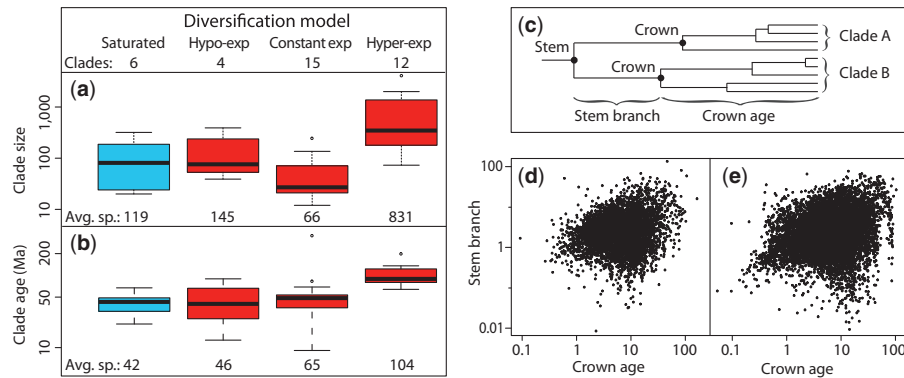 Diversification model
Saturated Hypo-exp Constant exp Hyper-exp
Clades: 6 4 15 12
(a)
Clade size
1,000
100
10
Avg. sp.: 119 145 66 831
(b)
Clade age (Ma)
200
50
10
Avg. sp.: 42 46 65 104
(c)
Stem
Crown
Crown
Clade A
Clade B
Stem branch
Crown age
(d)
(e)
Stem branch
100
1
0.01
0.1 1 10 100
0.1 1 10 100
Crown age
Crown age